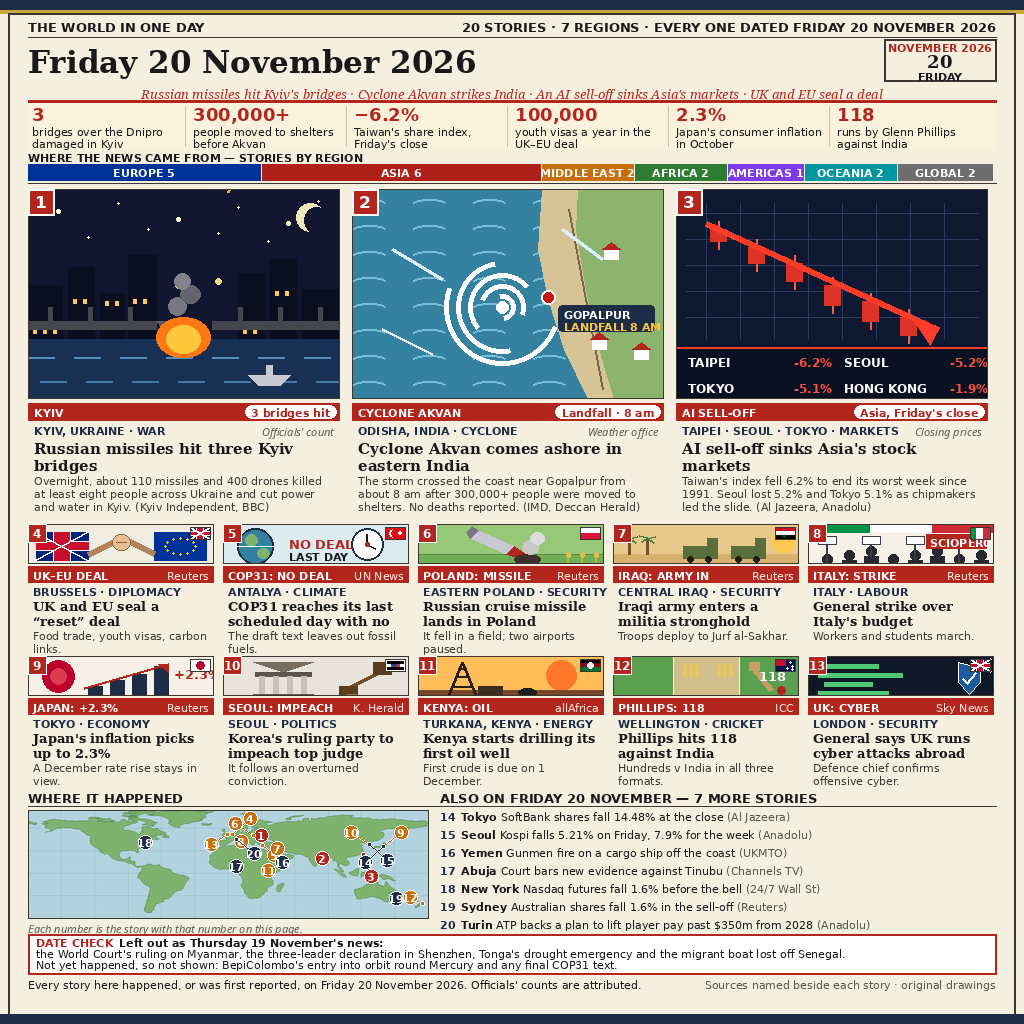 THE WORLD IN ONE DAY
20 STORIES · 7 REGIONS · EVERY ONE DATED FRIDAY 20 NOVEMBER 2026
Friday 20 November 2026
NOVEMBER 2026
20
FRIDAY
Russian missiles hit Kyiv's bridges · Cyclone Akvan strikes India · An AI sell-off sinks Asia's markets · UK and EU seal a deal
3
bridges over the Dnipro
damaged in Kyiv
300,000+
people moved to shelters
before Akvan
−6.2%
Taiwan's share index,
Friday's close
100,000
youth visas a year in the
UK–EU deal
2.3%
Japan's consumer inflation
in October
118
runs by Glenn Phillips
against India
WHERE THE NEWS CAME FROM — STORIES BY REGION
EUROPE 5
ASIA 6
MIDDLE EAST 2
AFRICA 2
AMERICAS 1
OCEANIA 2
GLOBAL 2
1
2
GOPALPUR
LANDFALL 8 AM
3
TAIPEI -6.2% SEOUL -5.2%
TOKYO -5.1% HONG KONG -1.9%
KYIV
3 bridges hit
KYIV, UKRAINE · WAR
Officials' count
Russian missiles hit three Kyiv
bridges
Overnight, about 110 missiles and 400 drones killed
at least eight people across Ukraine and cut power
and water in Kyiv. (Kyiv Independent, BBC)
CYCLONE AKVAN
Landfall · 8 am
ODISHA, INDIA · CYCLONE
Weather office
Cyclone Akvan comes ashore in
eastern India
The storm crossed the coast near Gopalpur from
about 8 am after 300,000+ people were moved to
shelters. No deaths reported. (IMD, Deccan Herald)
AI SELL-OFF
Asia, Friday's close
TAIPEI · SEOUL · TOKYO · MARKETS
Closing prices
AI sell-off sinks Asia's stock
markets
Taiwan's index fell 6.2% to end its worst week since
1991. Seoul lost 5.2% and Tokyo 5.1% as chipmakers
led the slide. (Al Jazeera, Anadolu)
4
UK–EU DEAL
Reuters
BRUSSELS · DIPLOMACY
UK and EU seal a
“reset” deal
Food trade, youth visas, carbon
links.
5
NO DEAL
LAST DAY
COP31: NO DEAL
UN News
ANTALYA · CLIMATE
COP31 reaches its last
scheduled day with no
The draft text leaves out fossil
fuels.
6
POLAND: MISSILE
Reuters
EASTERN POLAND · SECURITY
Russian cruise missile
lands in Poland
It fell in a field; two airports
paused.
7
IRAQ: ARMY IN
Reuters
CENTRAL IRAQ · SECURITY
Iraqi army enters a
militia stronghold
Troops deploy to Jurf al-Sakhar.
8
SCIOPERO
ITALY: STRIKE
Reuters
ITALY · LABOUR
General strike over
Italy's budget
Workers and students march.
9
+2.3%
JAPAN: +2.3%
Reuters
TOKYO · ECONOMY
Japan's inflation picks
up to 2.3%
A December rate rise stays in
view.
10
SEOUL: IMPEACH
K. Herald
SEOUL · POLITICS
Korea's ruling party to
impeach top judge
It follows an overturned
conviction.
11
KENYA: OIL
allAfrica
TURKANA, KENYA · ENERGY
Kenya starts drilling its
first oil well
First crude is due on 1
December.
12
118
PHILLIPS: 118
ICC
WELLINGTON · CRICKET
Phillips hits 118
against India
Hundreds v India in all three
formats.
13
UK: CYBER
Sky News
LONDON · SECURITY
General says UK runs
cyber attacks abroad
Defence chief confirms
offensive cyber.
WHERE IT HAPPENED
18
6
4
13
8
1
20
7
17
16
11
2
10
9
14
15
3
19
12
Each number is the story with that number on this page.
ALSO ON FRIDAY 20 NOVEMBER — 7 MORE STORIES
14 Tokyo SoftBank shares fall 14.48% at the close (Al Jazeera)
15 Seoul Kospi falls 5.21% on Friday, 7.9% for the week (Anadolu)
16 Yemen Gunmen fire on a cargo ship off the coast (UKMTO)
17 Abuja Court bars new evidence against Tinubu (Channels TV)
18 New York Nasdaq futures fall 1.6% before the bell (24/7 Wall St)
19 Sydney Australian shares fall 1.6% in the sell-off (Reuters)
20 Turin ATP backs a plan to lift player pay past $350m from 2028 (Anadolu)
DATE CHECK Left out as Thursday 19 November's news:
the World Court's ruling on Myanmar, the three-leader declaration in Shenzhen, Tonga's drought emergency and the migrant boat lost off Senegal.
Not yet happened, so not shown: BepiColombo's entry into orbit round Mercury and any final COP31 text.
Every story here happened, or was first reported, on Friday 20 November 2026. Officials' counts are attributed.
Sources named beside each story · original drawings